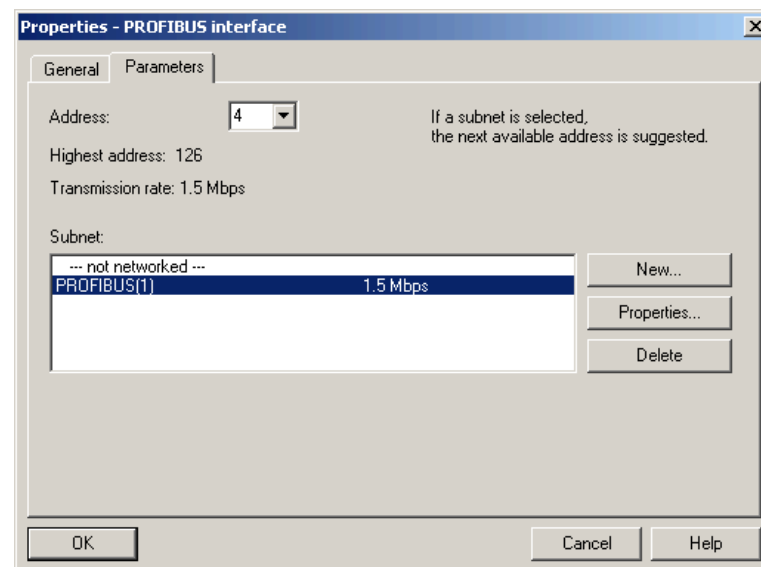 Properties - PROFIBUS interface
General Parameters
Address: 4
If a subnet is selected,
the next available address is suggested.
Highest address: 126
Transmission rate: 1.5 Mbps
Subnet:
--- not networked ---
PROFIBUS(1) 1.5 Mbps
New...
Properties...
Delete
OK Cancel Help